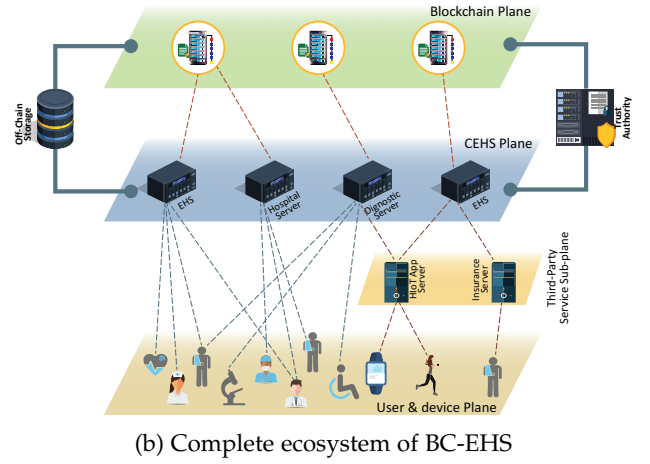 Blockchain Plane
Off-Chain
Storage
Trust
Authority
CEHS Plane
EHS
Hospital
Server
Dignostic
Server
EHS
HIoT App
Server
Insurance
Server
Third-Party
Service Sub-plane
User & device Plane
(b) Complete ecosystem of BC-EHS